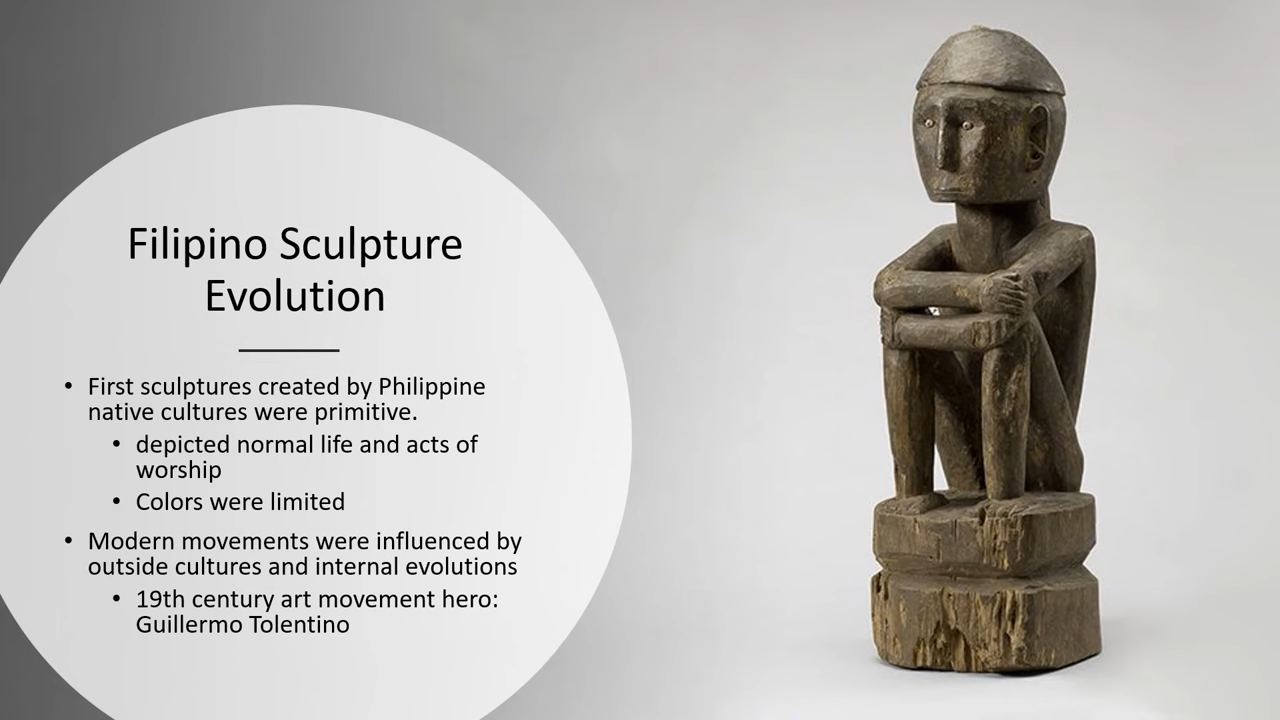 Filipino Sculpture
Evolution
• First sculptures created by Philippine
native cultures were primitive.
• depicted normal life and acts of
worship
• Colors were limited
• Modern movements were influenced by
outside cultures and internal evolutions
• 19th century art movement hero:
Guillermo Tolentino